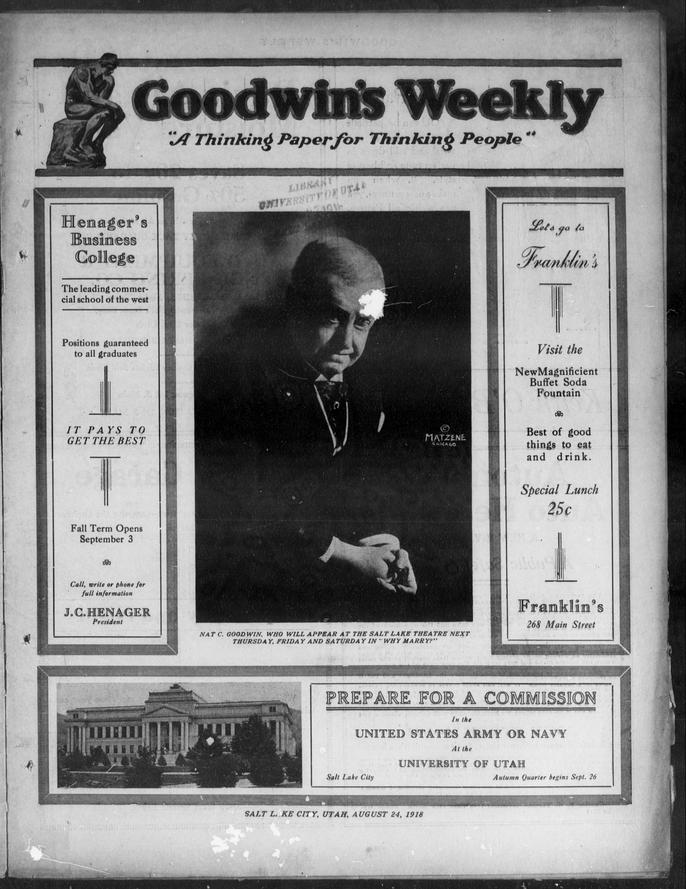 Goodwin's Weekly
"A Thinking Paper for Thinking People"
LIBRARY
UNIVERSITY OF UTAH
Henager's
Business
College
The leading commer-
cial school of the west
Positions guaranteed
to all graduates
IT PAYS TO
GET THE BEST
Fall Term Opens
September 3
Call, write or phone for
full information
J. C. HENAGER
President
©
MATZENE
CHICAGO
NAT C. GOODWIN, WHO WILL APPEAR AT THE SALT LAKE THEATRE NEXT
THURSDAY, FRIDAY AND SATURDAY IN "WHY MARRY?"
Let's go to
Franklin's
Visit the
New Magnificient
Buffet Soda
Fountain
Best of good
things to eat
and drink.
Special Lunch
25c
Franklin's
268 Main Street
PREPARE FOR A COMMISSION
In the
UNITED STATES ARMY OR NAVY
At the
UNIVERSITY OF UTAH
Salt Lake City Autumn Quarter begins Sept. 26
SALT L KE CITY, UTAH, AUGUST 24, 1918